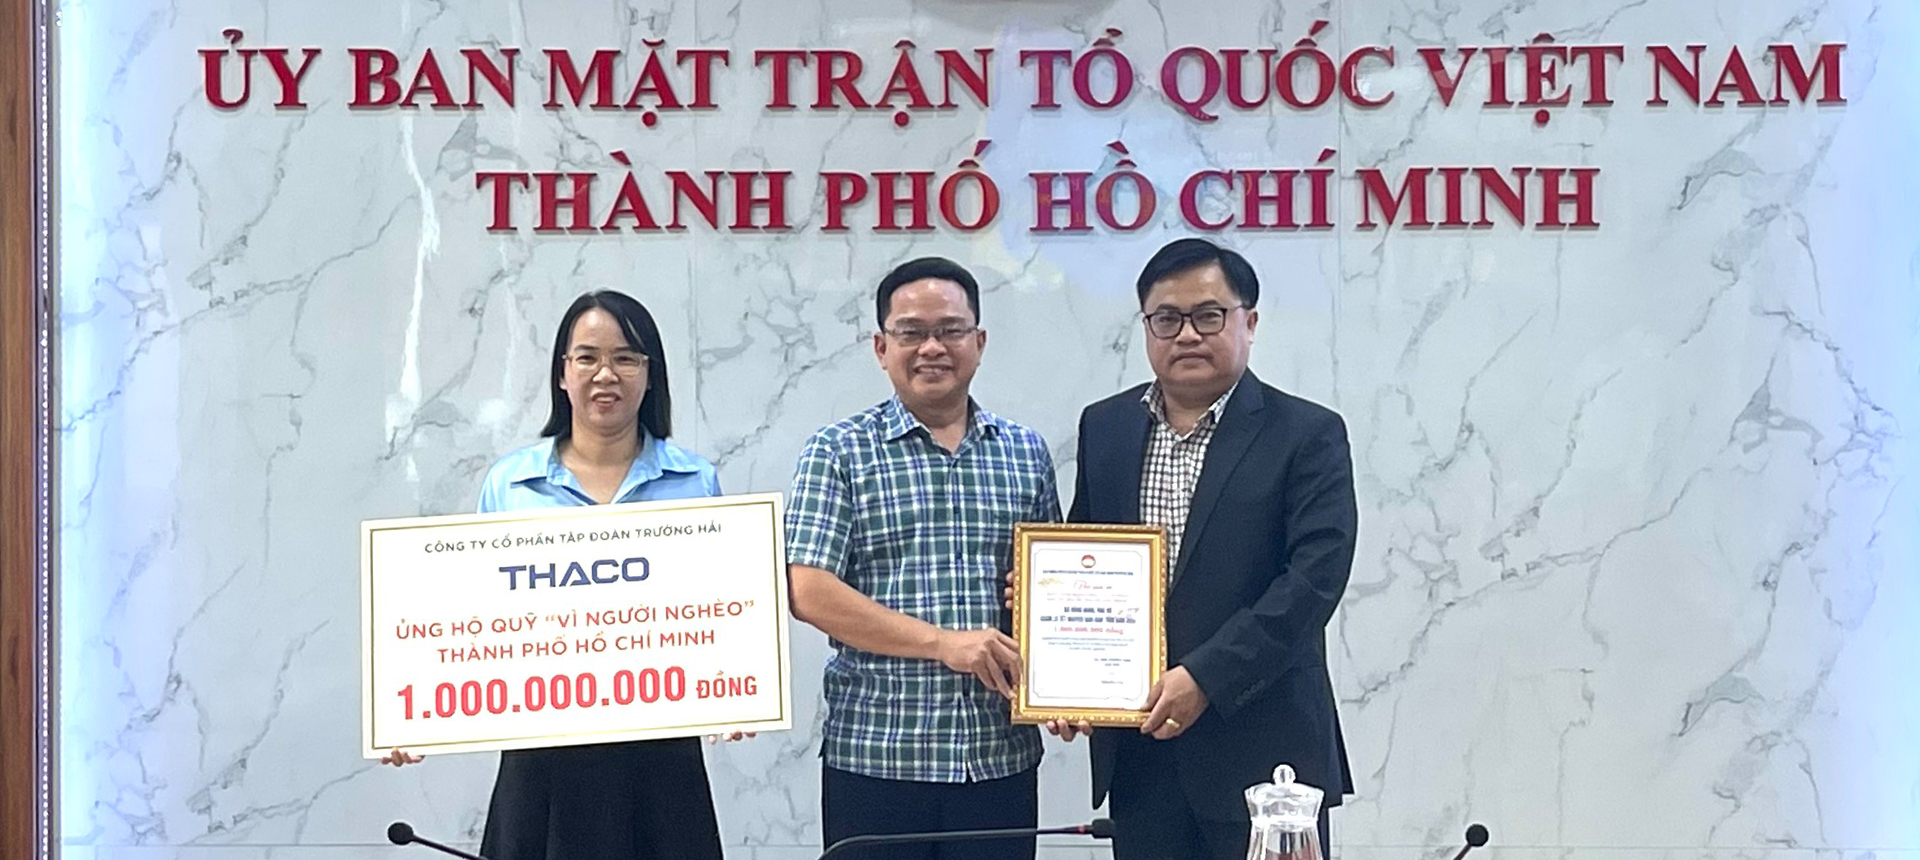 ỦY BAN MẶT TRẬN TỔ QUỐC VIỆT NAM
THÀNH PHỐ HỒ CHÍ MINH
CÔNG TY CỔ PHẦN TẬP ĐOÀN TRƯỜNG HẢI
THACO
ỦNG HỘ QUỸ “VÌ NGƯỜI NGHÈO”
THÀNH PHỐ HỒ CHÍ MINH
1.000.000.000 ĐỒNG